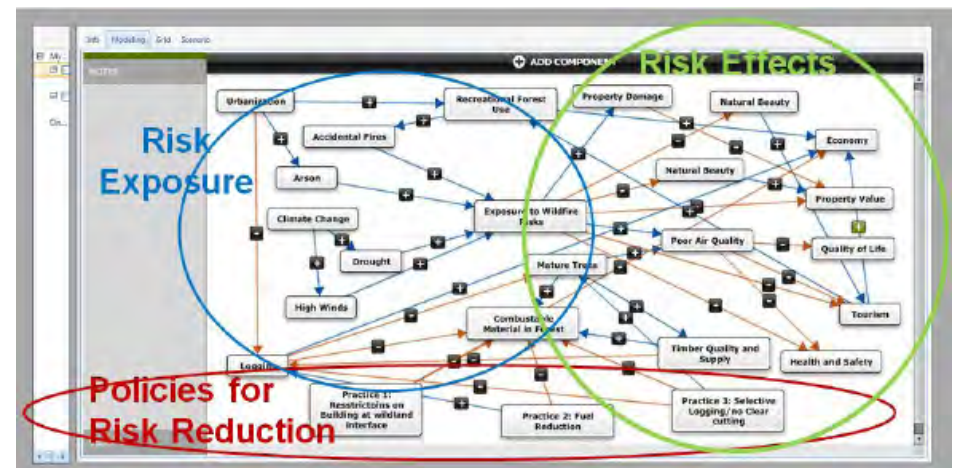 Info Modeling Grid Scenario
My...
NOTES
ADD COMPONENT
Risk Effects
Urbanization
Recreational Forest
Use
Property Damage
Natural Beauty
Accidental Fires
Economy
Risk
Exposure
Arson
Natural Beauty
Property Value
Climate Change
Exposure to Wildfire
Risks
Poor Air Quality
Quality of Life
Drought
Mature Trees
High Winds
Combustable
Material in Forest
Tourism
Timber Quality and
Supply
Health and Safety
Logging
Policies for
Risk Reduction
Practice 1:
Resstrictoins on
Building at wildland
interface
Practice 2: Fuel
Reduction
Practice 3: Selective
Logging/no Clear
cutting